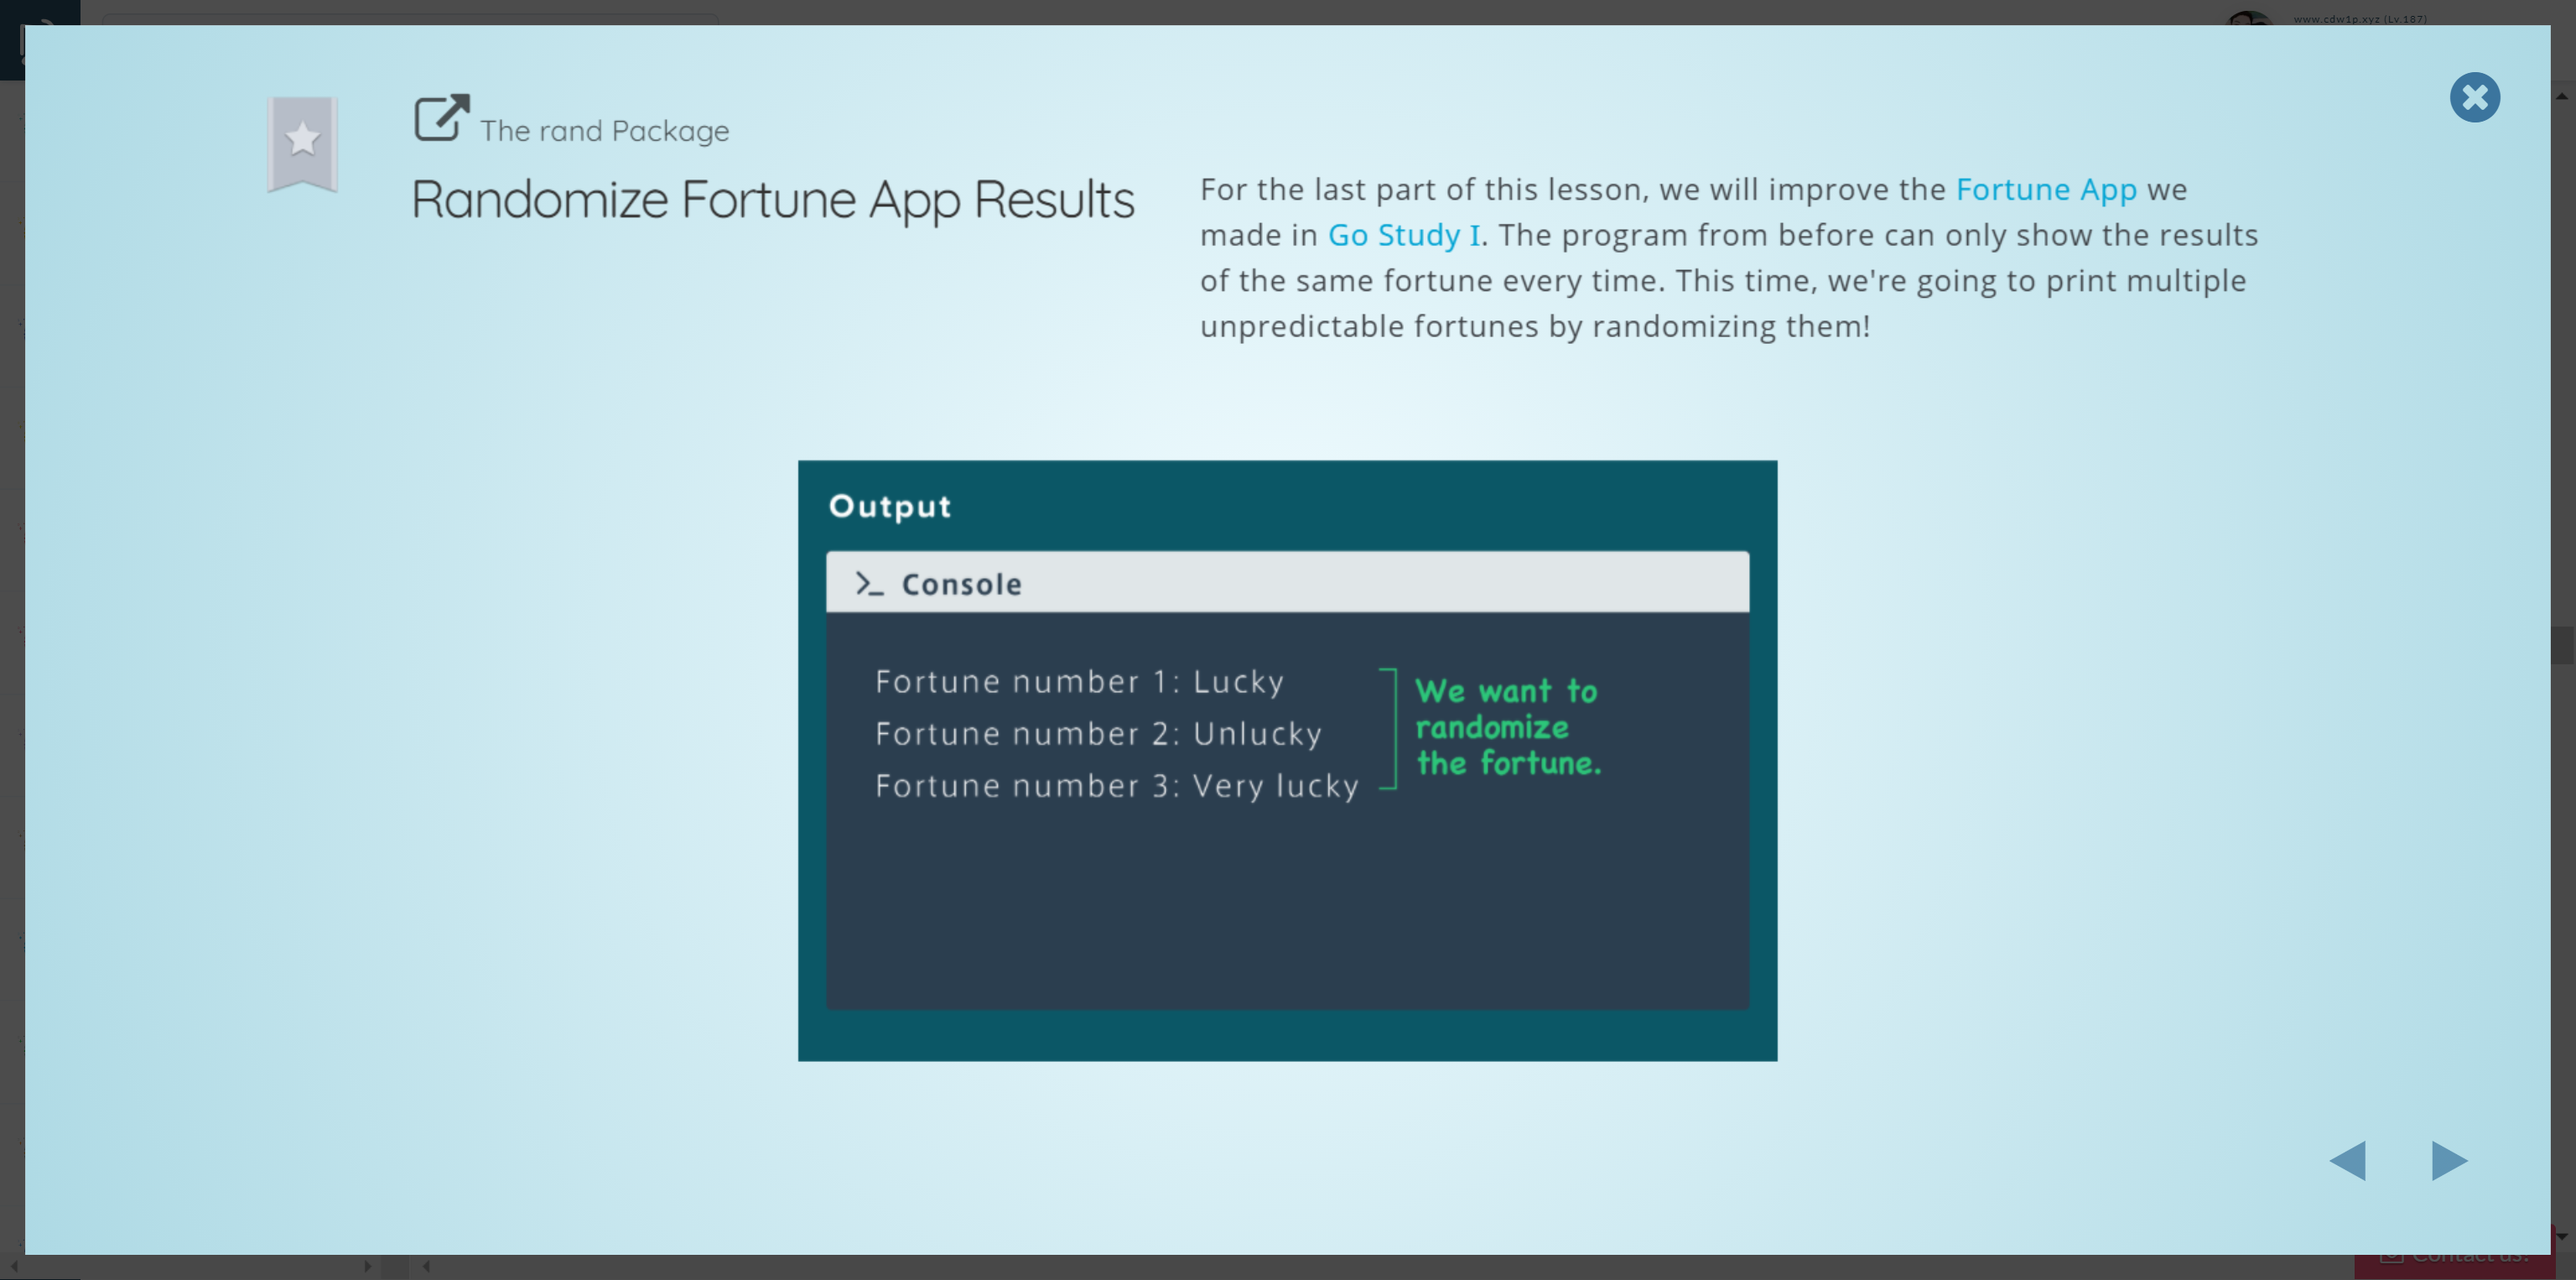 www.cdw1p.xyz (Lv.187)
The rand Package
Randomize Fortune App Results
For the last part of this lesson, we will improve the Fortune App we
made in Go Study I. The program from before can only show the results
of the same fortune every time. This time, we're going to print multiple
unpredictable fortunes by randomizing them!
Output
>_ Console
Fortune number 1: Lucky
Fortune number 2: Unlucky
Fortune number 3: Very lucky
We want to
randomize
the fortune.
Contact us!